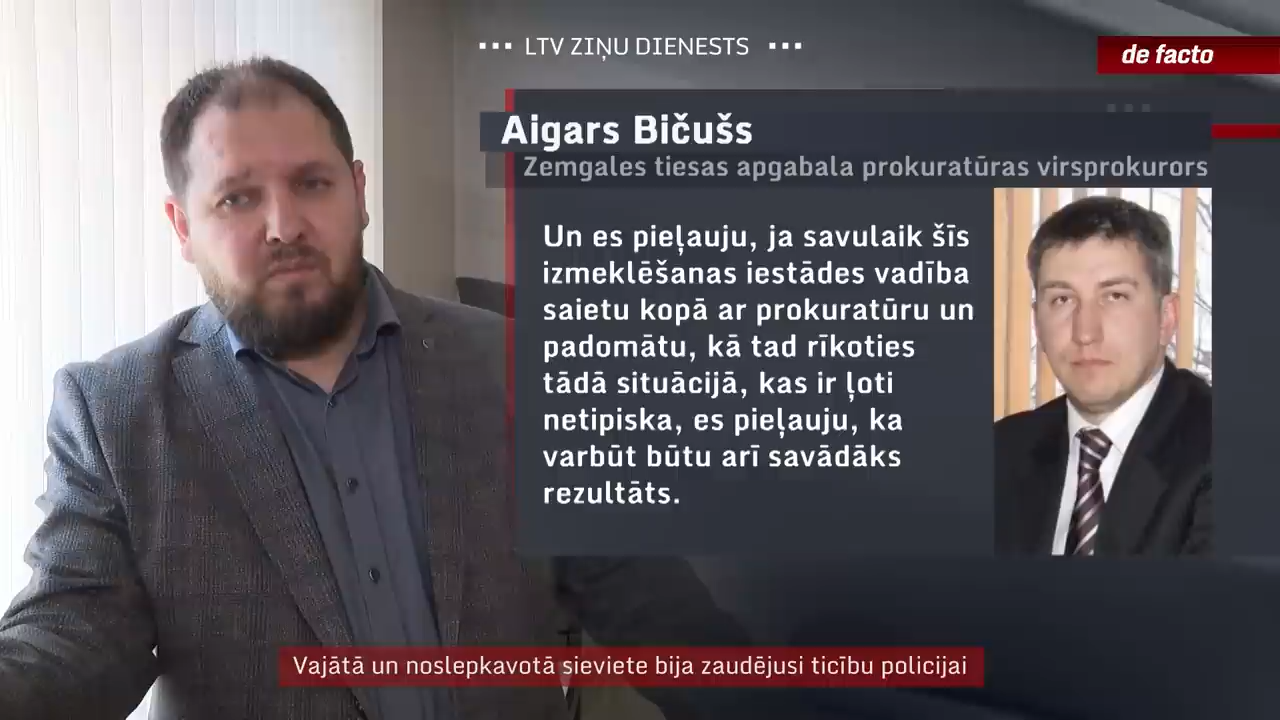 LTV ZIŅU DIENESTS
de facto
Aigars Bičušs
Zemgales tiesas apgabala prokuratūras virsprokurors
Un es pieļauju, ja savulaik šīs
izmeklēšanas iestādes vadība
saietu kopā ar prokuratūru un
padomātu, kā tad rīkoties
tādā situācijā, kas ir ļoti
netipiska, es pieļauju, ka
varbūt būtu arī savādāks
rezultāts.
Vajātā un noslepkavotā sieviete bija zaudējusi ticību policijai